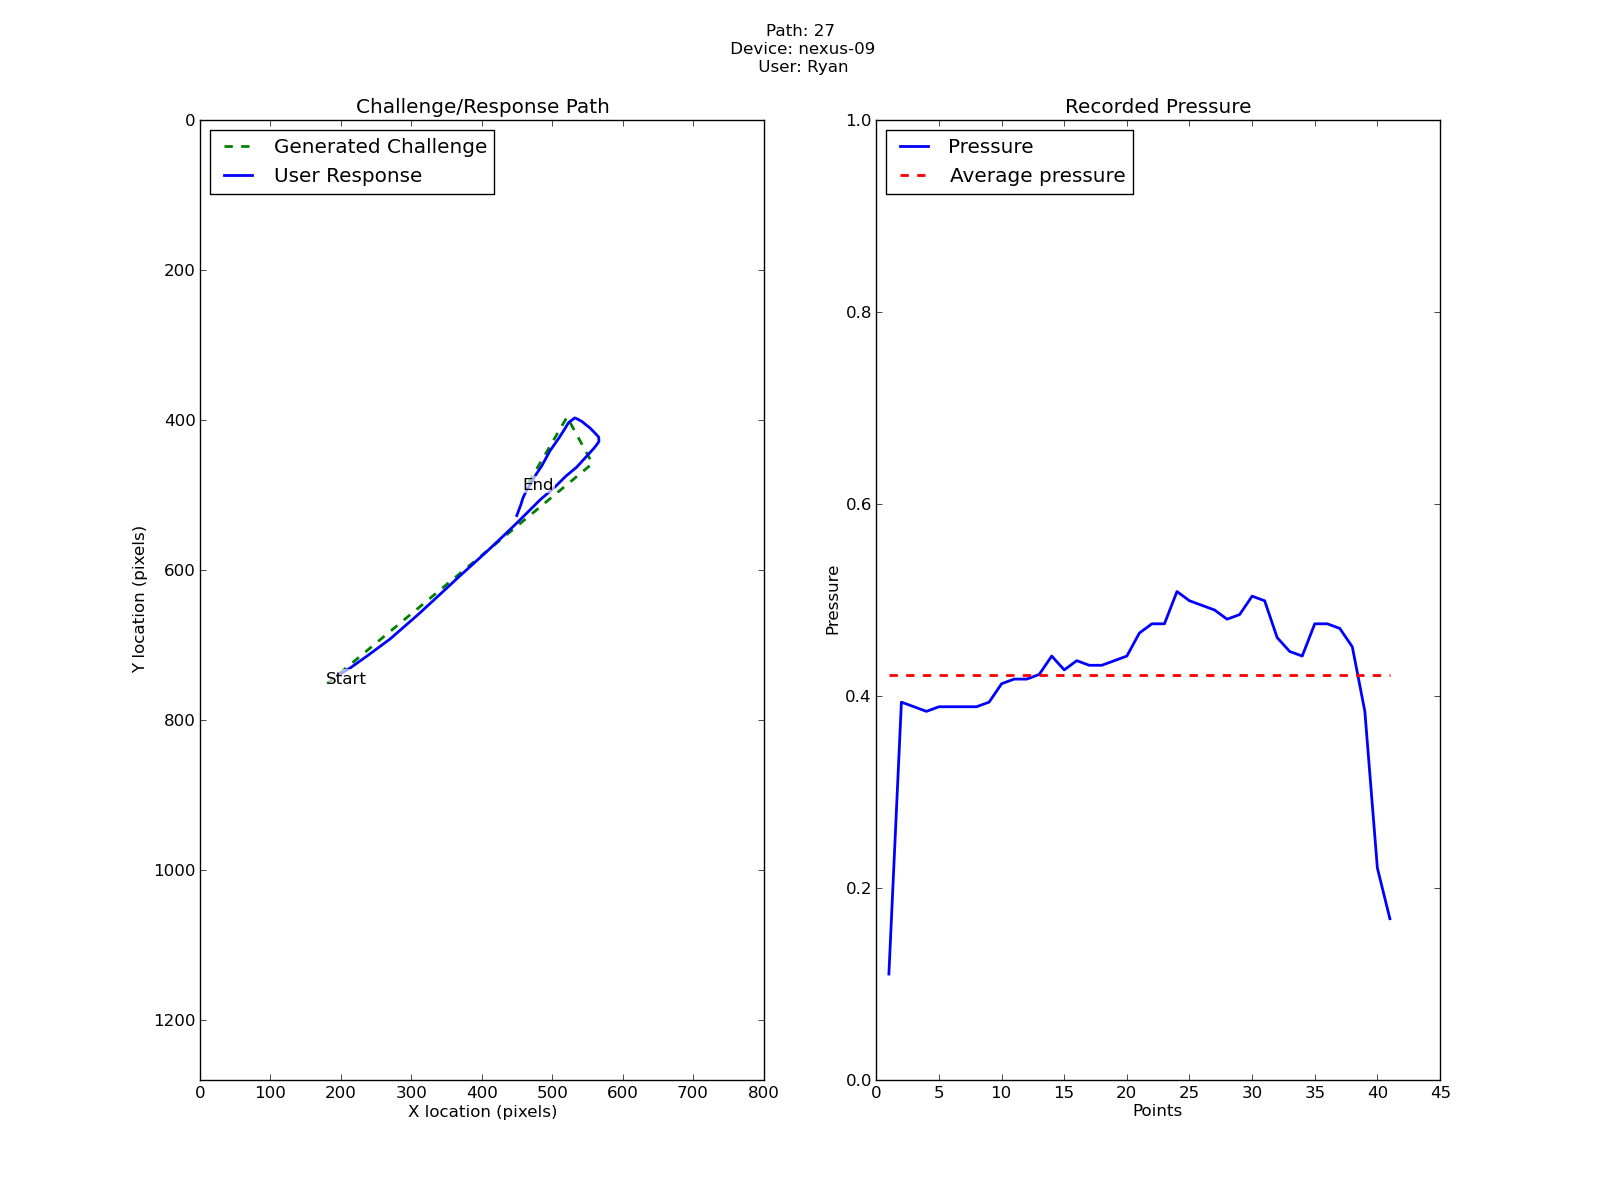 Path: 27
Device: nexus-09
User: Ryan
Challenge/Response Path
Generated Challenge
User Response
0
200
400
600
800
1000
1200
Y location (pixels)
Start
End
0 100 200 300 400 500 600 700 800
X location (pixels)
Recorded Pressure
Pressure
Average pressure
1.0
0.8
0.6
0.4
0.2
0.0
Pressure
0 5 10 15 20 25 30 35 40 45
Points